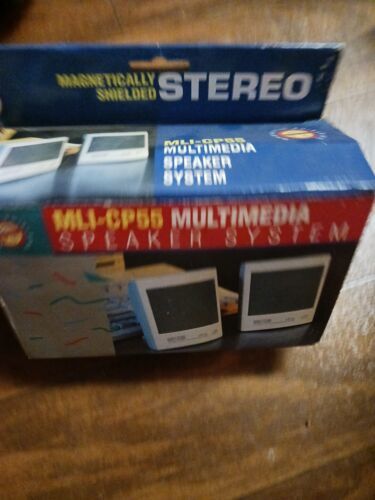 MAGNETICALLY
SHIELDED
STEREO
MLI-CP55
MULTIMEDIA
SPEAKER
SYSTEM
MLI-CP55 MULTIMEDIA
SPEAKER SYSTEM